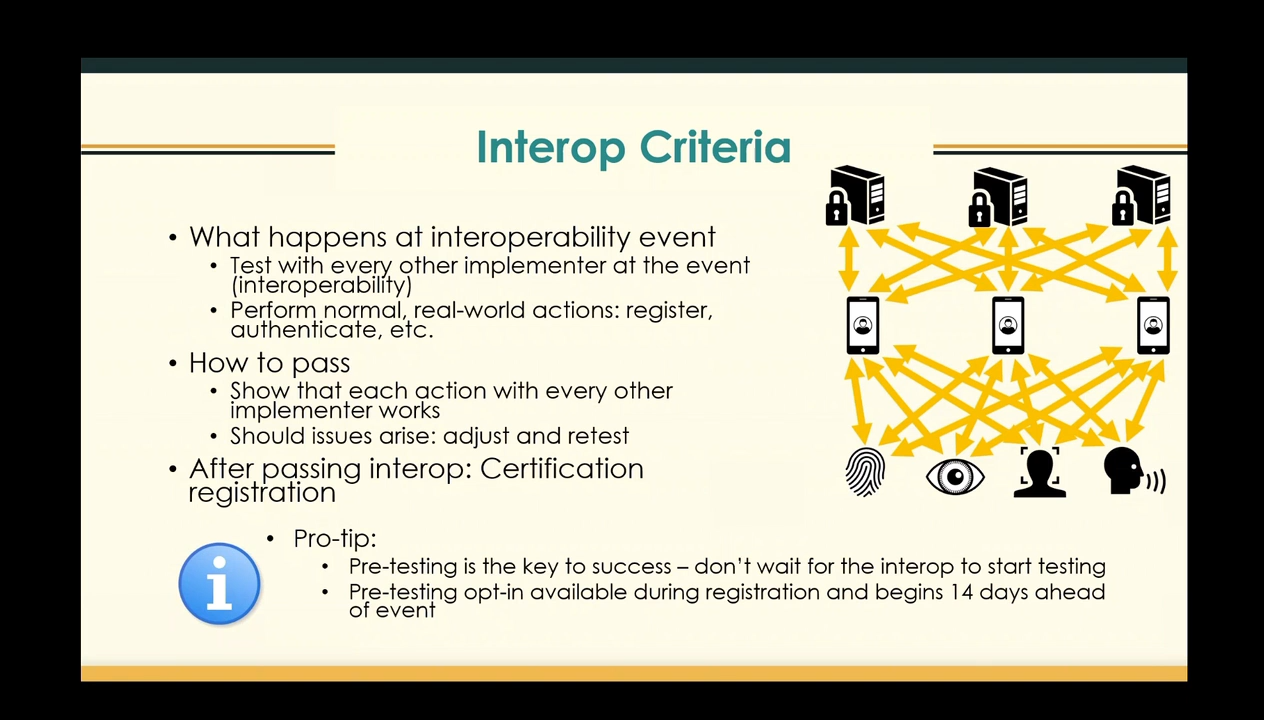 Interop Criteria
• What happens at interoperability event
• Test with every other implementer at the event
(interoperability)
• Perform normal, real-world actions: register,
authenticate, etc.
• How to pass
• Show that each action with every other
implementer works
• Should issues arise: adjust and retest
• After passing interop: Certification
registration
• Pro-tip:
• Pre-testing is the key to success – don’t wait for the interop to start testing
• Pre-testing opt-in available during registration and begins 14 days ahead
of event